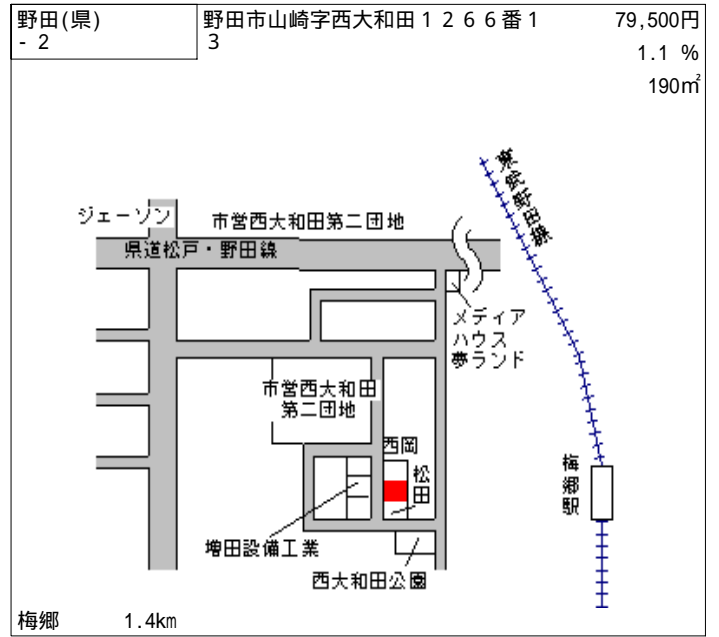 野田(県)
- 2
野田市山崎字西大和田１２６６番１
３
79,500円
1.1 %
190㎡
東武野田線
ジェーソン
市営西大和田第二団地
県道松戸・野田線
メディア
ハウス
夢ランド
市営西大和田
第二団地
西岡
松田
梅郷駅
増田設備工業
西大和田公園
梅郷 1.4km